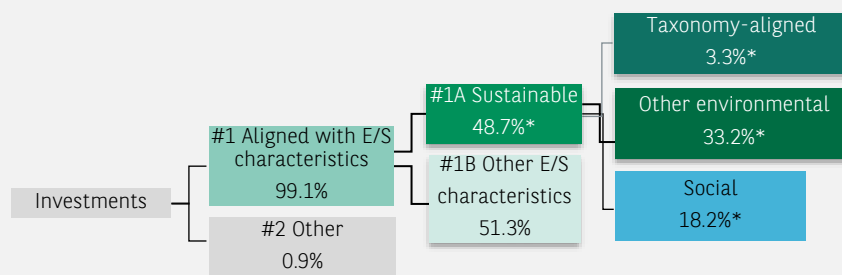 Investments
#1 Aligned with E/S
characteristics
99.1%
#2 Other
0.9%
#1A Sustainable
48.7%*
#1B Other E/S
characteristics
51.3%
Taxonomy-aligned
3.3%*
Other environmental
33.2%*
Social
18.2%*